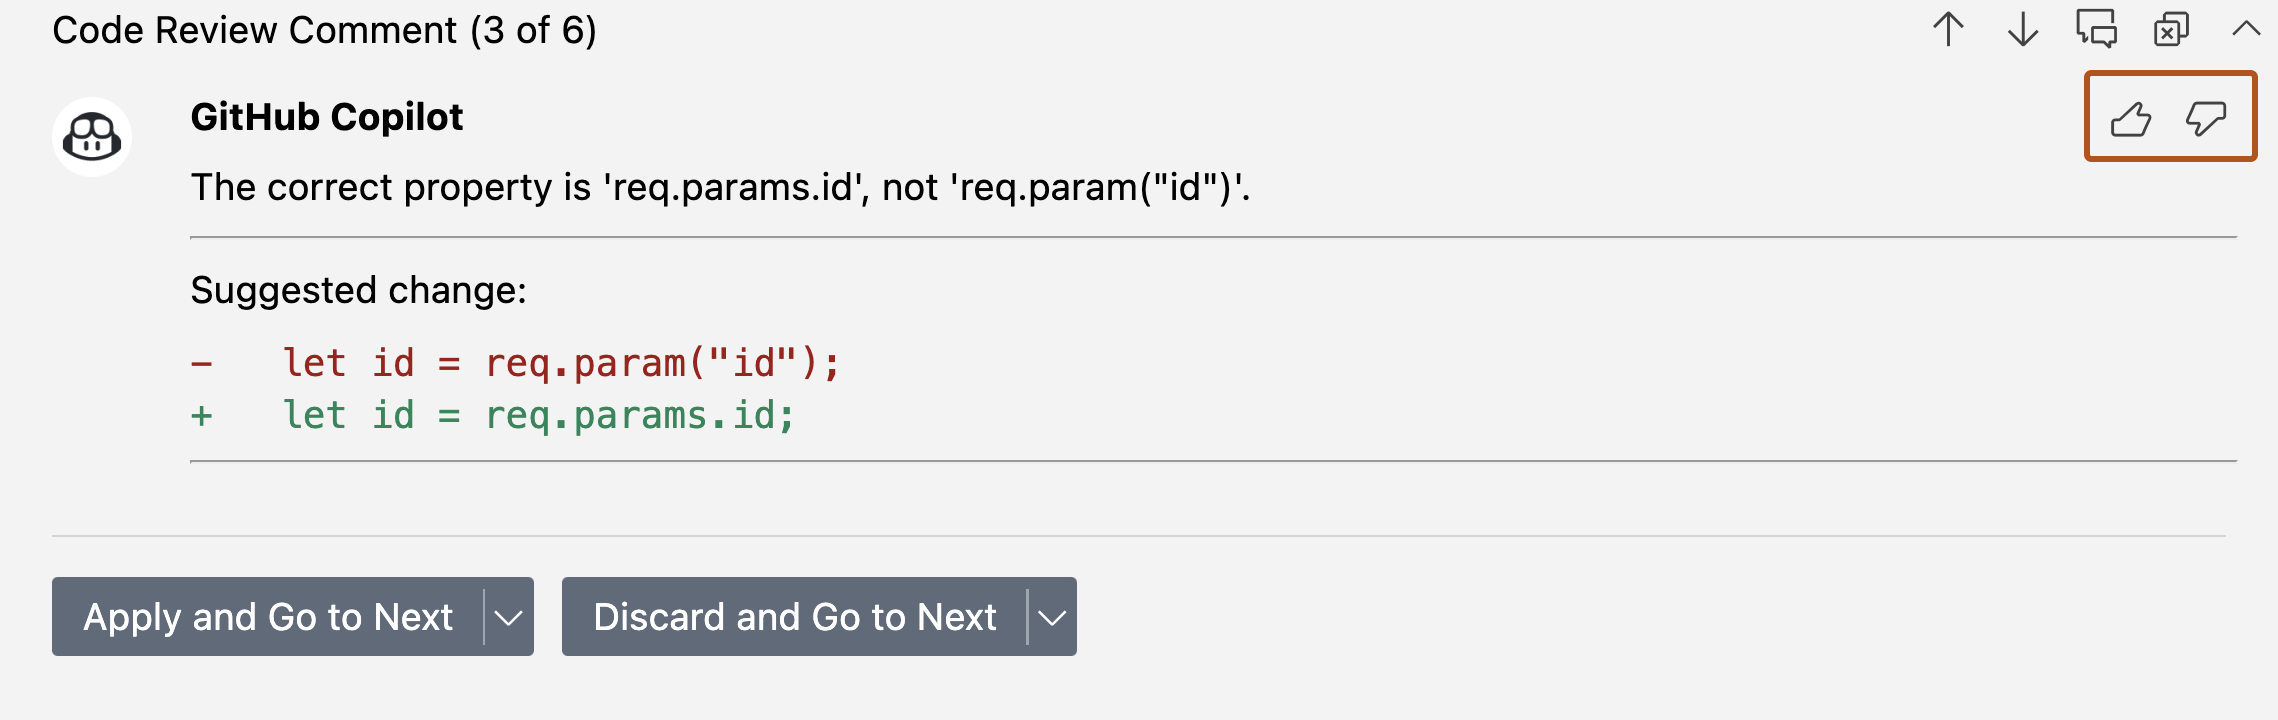 Code Review Comment (3 of 6)
GitHub Copilot
The correct property is 'req.params.id', not 'req.param("id")'.
Suggested change:
-   let id = req.param("id");
+   let id = req.params.id;
Apply and Go to Next
Discard and Go to Next